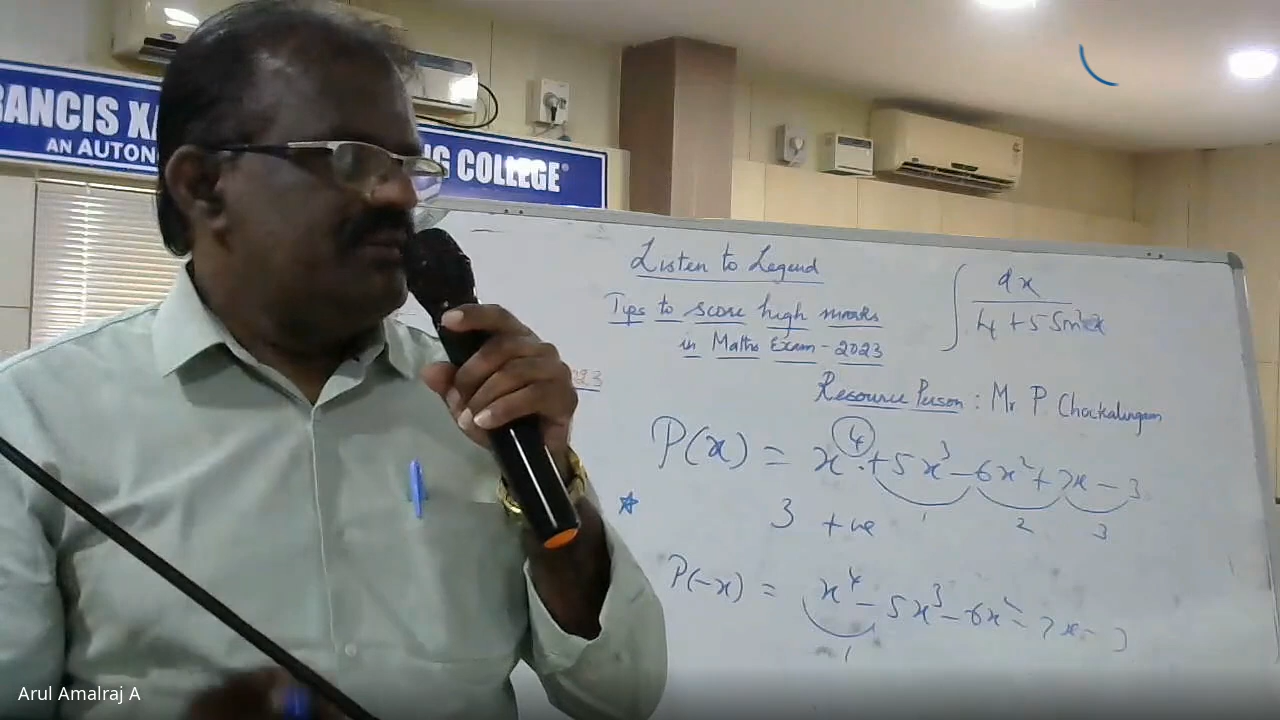 RANCIS XA
G COLLEGE
AN AUTON
Listen to Legend
Tips to score high marks
in Maths Exam - 2023
∫ dx / 4 + 5 Sin²x
23
Resource Person : Mr P. Chockalingam
P(x) = x⁴ + 5x³ - 6x² + 7x - 3
1 2 3
3 +ve
P(-x) = x⁴ - 5x³ - 6x² - 7x - 3
1
Arul Amalraj A